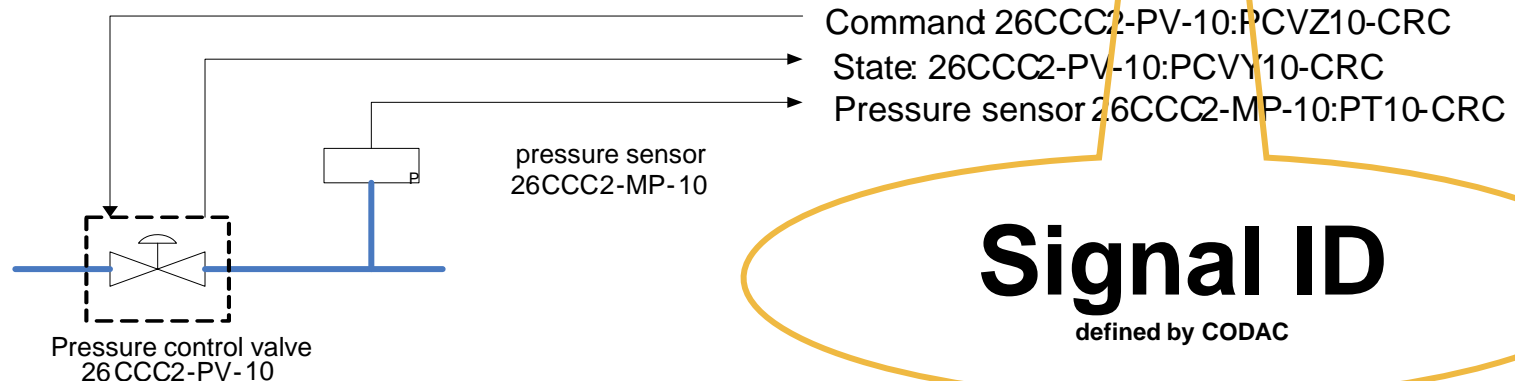 Command: 26CCC2-PV-10:PCVZ10-CRC
State: 26CCC2-PV-10:PCVY10-CRC
Pressure sensor: 26CCC2-MP-10:PT10-CRC
pressure sensor
26CCC2-MP-10
P
Signal ID
defined by CODAC
Pressure control valve
26CCC2-PV-10